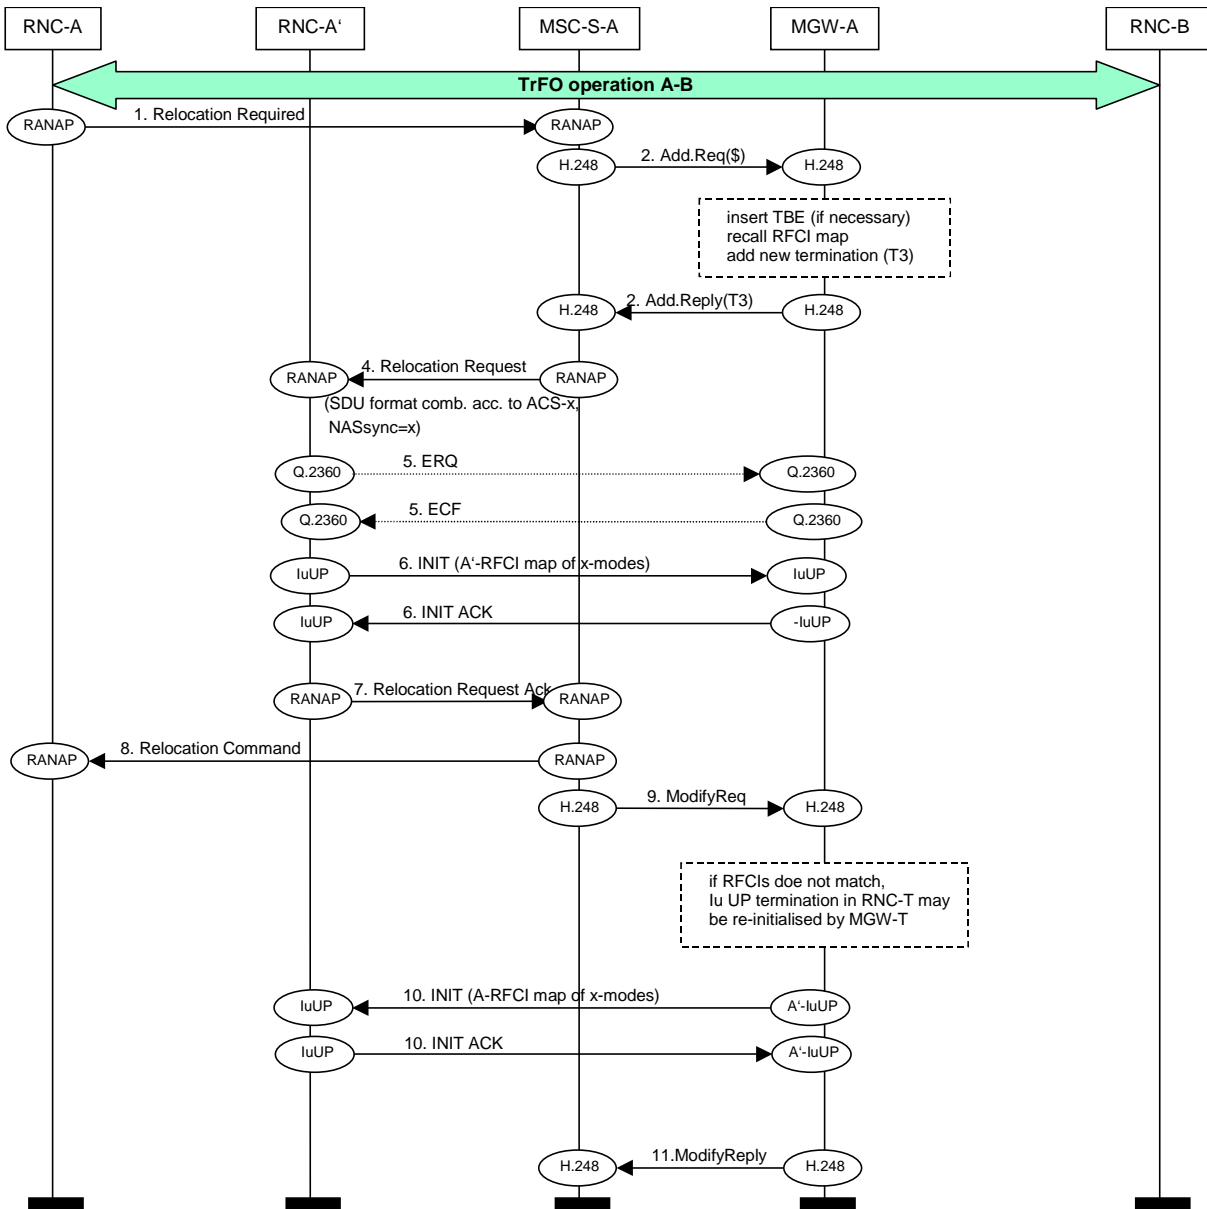 RNC-A
RNC-A‘
MSC-S-A
MGW-A
RNC-B
TrFO operation A-B
RANAP
1. Relocation Required
RANAP
H.248
2. Add.Req($)
H.248
insert TBE (if necessary)
recall RFCI map
add new termination (T3)
H.248
2. Add.Reply(T3)
H.248
RANAP
4. Relocation Request
RANAP
(SDU format comb. acc. to ACS-x,
NASsync=x)
Q.2360
5. ERQ
Q.2360
Q.2360
5. ECF
Q.2360
IuUP
6. INIT (A‘-RFCI map of x-modes)
IuUP
IuUP
6. INIT ACK
-IuUP
RANAP
7. Relocation Request Ack
RANAP
RANAP
8. Relocation Command
RANAP
H.248
9. ModifyReq
H.248
if RFCIs doe not match,
Iu UP termination in RNC-T may
be re-initialised by MGW-T
IuUP
10. INIT (A-RFCI map of x-modes)
A‘-IuUP
IuUP
10. INIT ACK
A‘-IuUP
H.248
11.ModifyReply
H.248